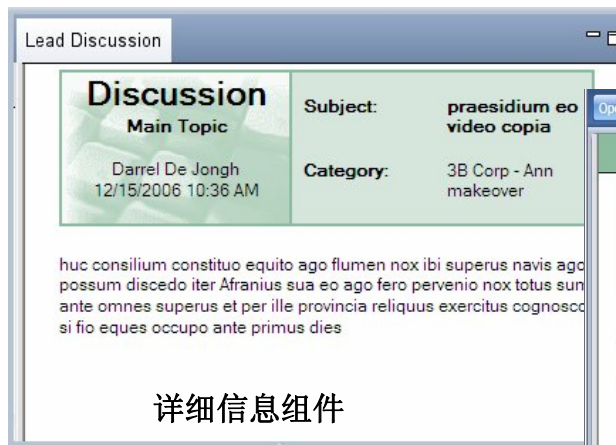 Lead Discussion
Discussion
Main Topic
Darrel De Jongh
12/15/2006 10:36 AM
Subject:
praesidium eo
video copia
Category:
3B Corp - Ann
makeover
huc consilium constituo equito ago flumen nox ibi superus navis ago
possum discedo iter Afranius sua eo ago fero pervenio nox totus sum
ante omnes superus et per ille provincia reliquus exercitus cognosco
si fio eques occupo ante primus dies
详细信息组件